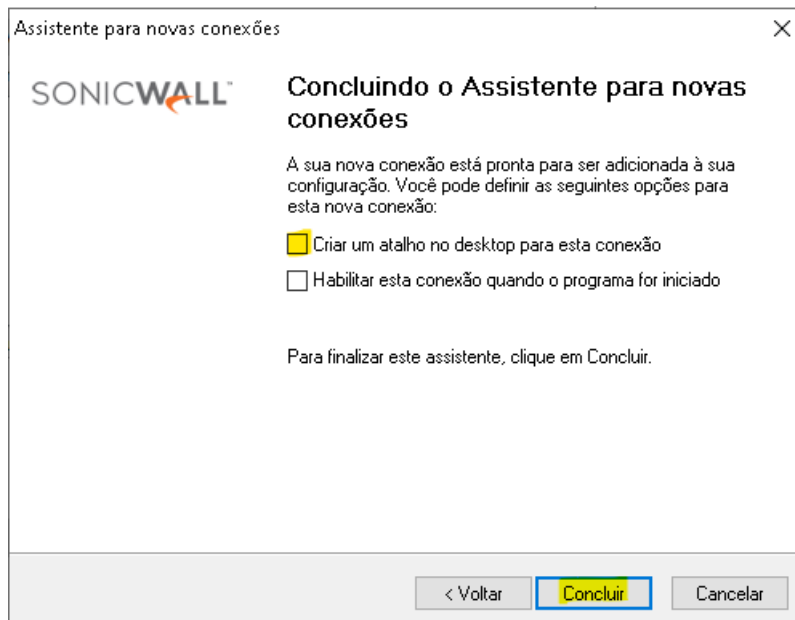 Assistente para novas conexões
SONICWALL™
Concluindo o Assistente para novas
conexões
A sua nova conexão está pronta para ser adicionada à sua
configuração. Você pode definir as seguintes opções para
esta nova conexão:
Criar um atalho no desktop para esta conexão
Habilitar esta conexão quando o programa for iniciado
Para finalizar este assistente, clique em Concluir.
< Voltar
Concluir
Cancelar